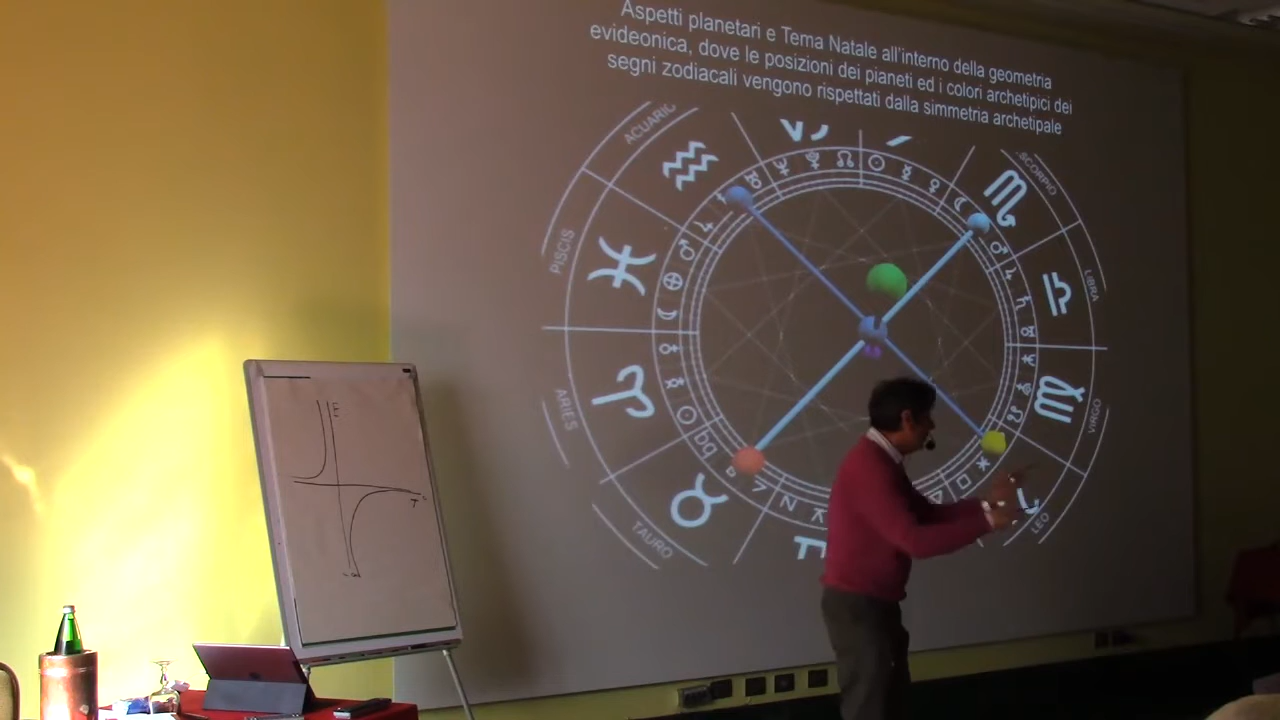 Aspetti planetari e Tema Natale all'interno della geometria
evideonica, dove le posizioni dei pianeti ed i colori archetipici dei
segni zodiacali vengono rispettati dalla simmetria archetipale
ACUARIO
SCORPIO
PISCIS
LIBRA
ARIES
VIRGO
TAURO
LEO
E
T